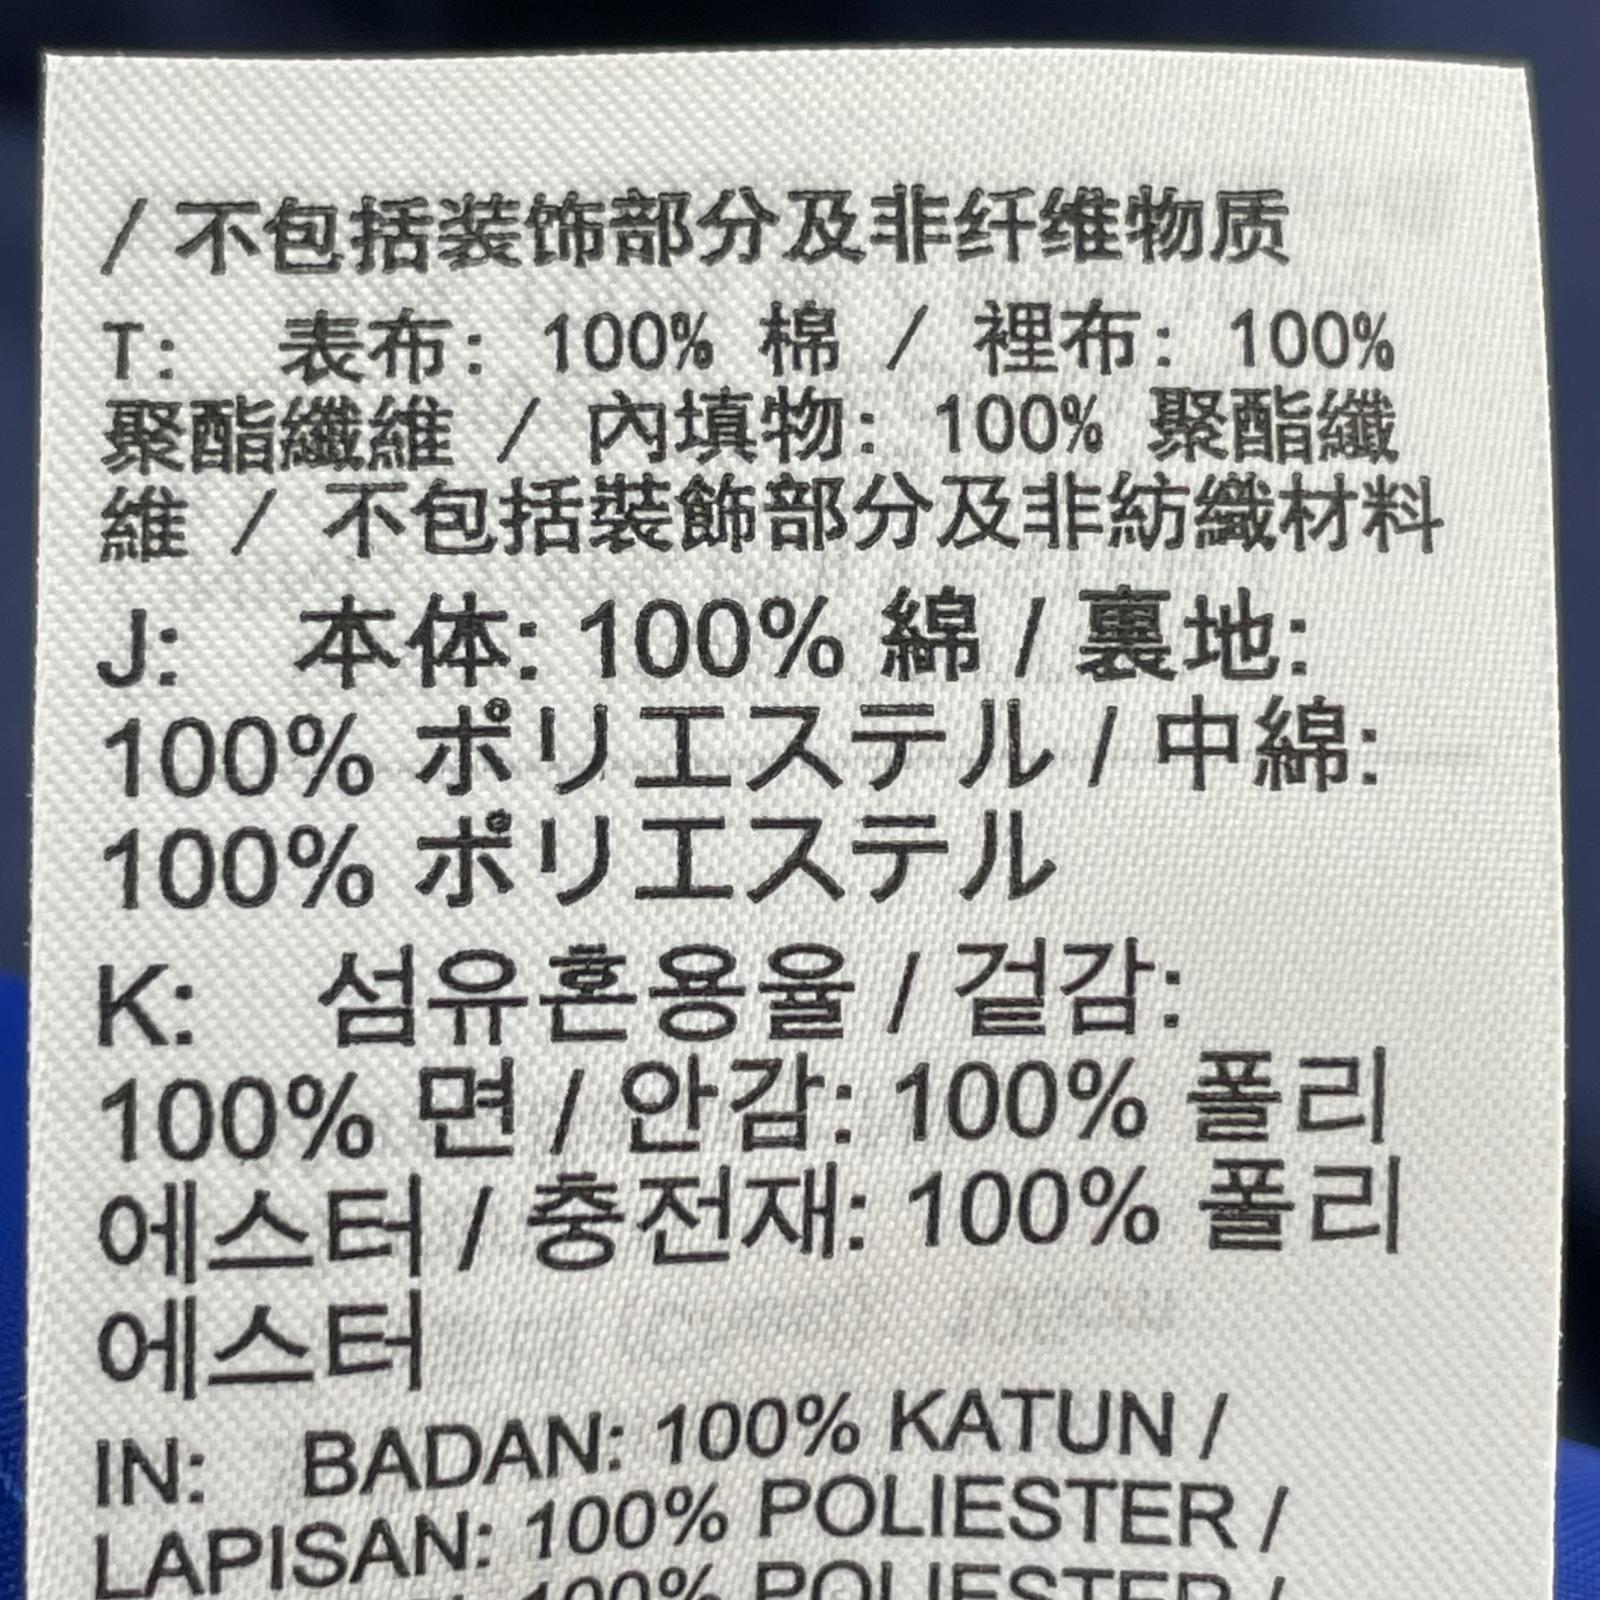 / 不包括装饰部分及非纤维物质
T: 表布: 100% 棉 / 裡布: 100%
聚酯纖維 / 內填物: 100% 聚酯纖
維 / 不包括裝飾部分及非紡織材料
J: 本体: 100% 綿 / 裏地:
100% ポリエステル / 中綿:
100% ポリエステル
K: 섬유혼용율 / 겉감:
100% 면 / 안감: 100% 폴리
에스터 / 충전재: 100% 폴리
에스터
IN: BADAN: 100% KATUN /
LAPISAN: 100% POLIESTER /
100% POLIESTER /